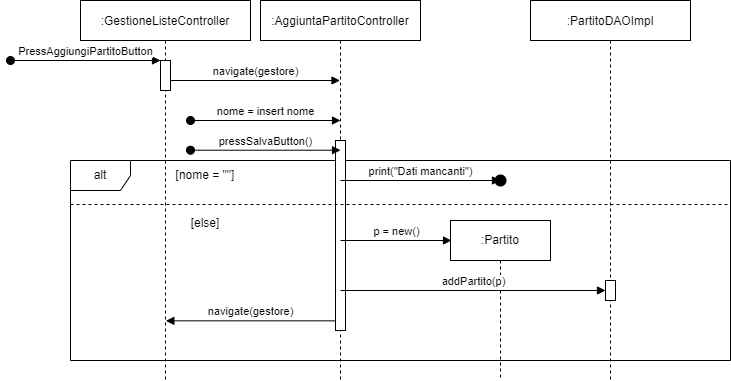 :GestioneListeController
:AggiuntaPartitoController
:PartitoDAOImpl
PressAggiungiPartitoButton
navigate(gestore)
nome = insert nome
pressSalvaButton()
alt
[nome = ""]
print("Dati mancanti")
[else]
p = new()
:Partito
addPartito(p)
navigate(gestore)